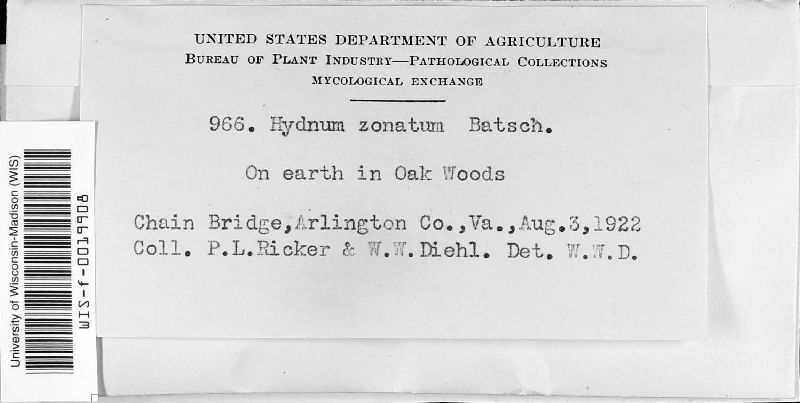 UNITED STATES DEPARTMENT OF AGRICULTURE
BUREAU OF PLANT INDUSTRY—PATHOLOGICAL COLLECTIONS
MYCOLOGICAL EXCHANGE
966. Hydnum zonatum Batsch.
On earth in Oak Woods
Chain Bridge,Arlington Co.,Va.,Aug.3,1922
Coll. P.L.Ricker & W.W.Diehl. Det. W.W.D.
University of Wisconsin-Madison (WIS)
WIS-f-0019908